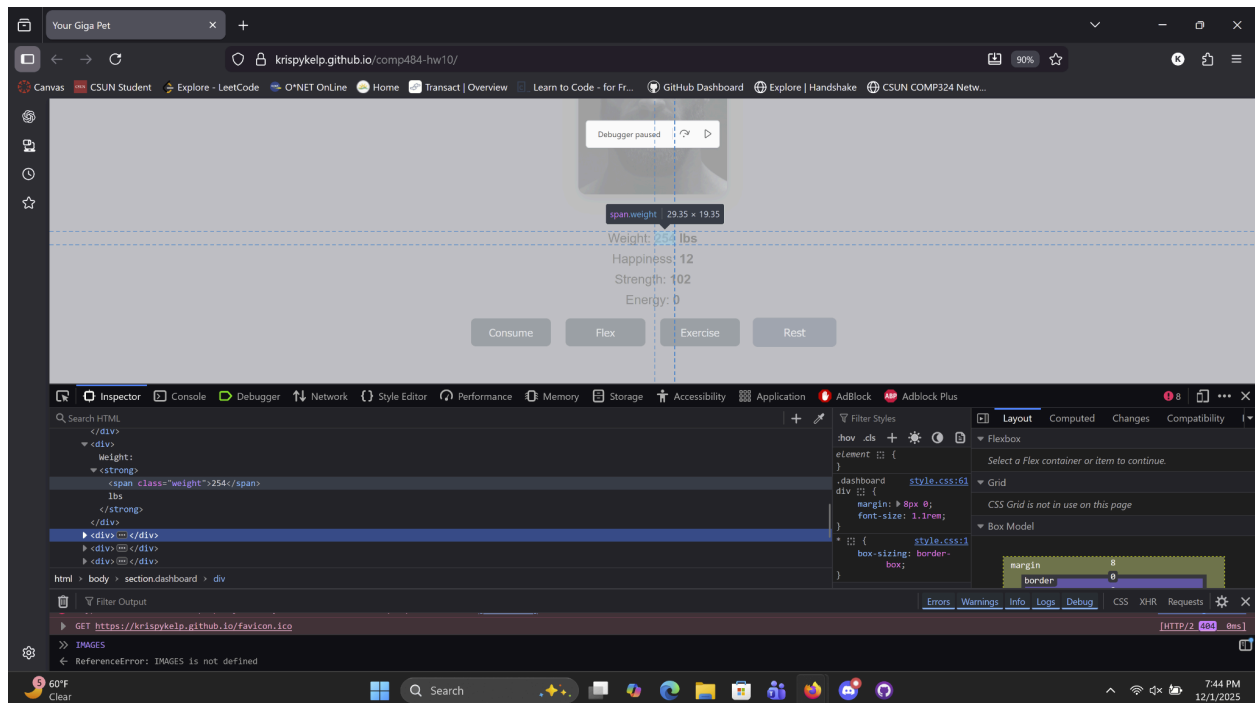 Your Giga Pet
krispykelp.github.io/comp484-hw10/
90%
K
Canvas CSUN Student Explore - LeetCode O*NET OnLine Home Transact | Overview Learn to Code - for Fr... GitHub Dashboard Explore | Handshake CSUN COMP324 Netw...
Debugger paused
span.weight 29.35 × 19.35
Weight: 254 lbs
Happiness: 12
Strength: 102
Energy: 0
Consume Flex Exercise Rest
Inspector Console Debugger Network Style Editor Performance Memory Storage Accessibility Application AdBlock Adblock Plus 8
Search HTML
</div>
<div>
Weight:
<strong>
<span class="weight">254</span>
lbs
</strong>
</div>
<div> </div>
<div> </div>
<div> </div>
html > body > section.dashboard > div
Filter Styles
:hov .cls
element {
}
.dashboard style.css:61
div {
margin: 8px 0;
font-size: 1.1rem;
}
* { style.css:1
box-sizing: border-
box;
}
Layout Computed Changes Compatibility
Flexbox
Select a Flex container or item to continue.
Grid
CSS Grid is not in use on this page
Box Model
margin 8
border 0
Filter Output
Errors Warnings Info Logs Debug CSS XHR Requests
GET https://krispykelp.github.io/favicon.ico [HTTP/2 404 0ms]
IMAGES
ReferenceError: IMAGES is not defined
5 60°F
Clear
Search
7:44 PM
12/1/2025